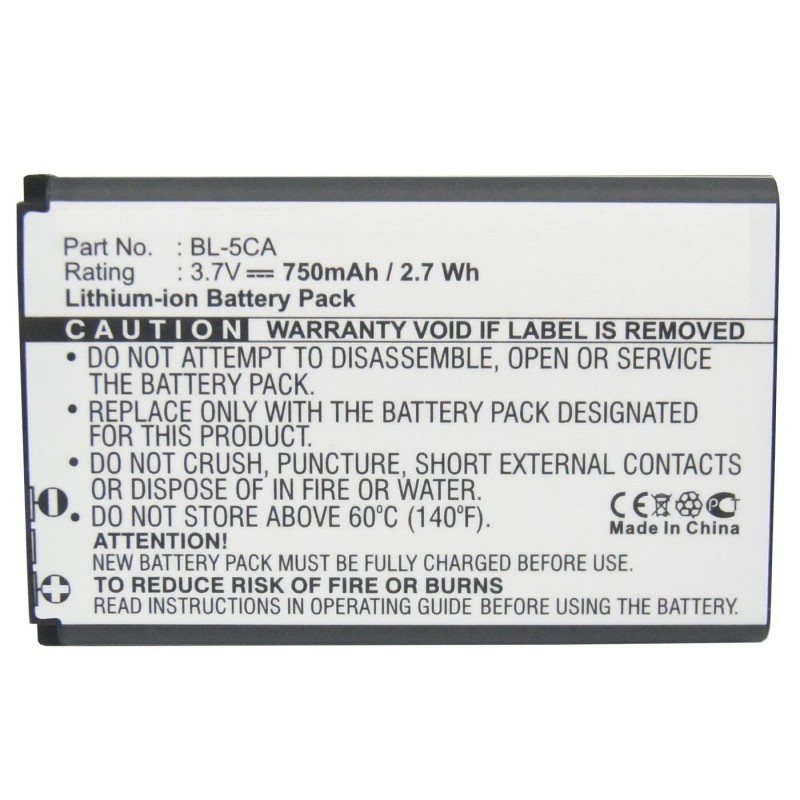 Part No. : BL-5CA
Rating : 3.7V 750mAh / 2.7 Wh
Lithium-ion Battery Pack
CAUTION WARRANTY VOID IF LABEL IS REMOVED
• DO NOT ATTEMPT TO DISASSEMBLE, OPEN OR SERVICE
THE BATTERY PACK.
• REPLACE ONLY WITH THE BATTERY PACK DESIGNATED
FOR THIS PRODUCT.
• DO NOT CRUSH, PUNCTURE, SHORT EXTERNAL CONTACTS
OR DISPOSE OF IN FIRE OR WATER.
• DO NOT STORE ABOVE 60°C (140°F).
CE PCT
Made In China
ATTENTION!
NEW BATTERY PACK MUST BE FULLY CHARGED BEFORE USE.
TO REDUCE RISK OF FIRE OR BURNS
READ INSTRUCTIONS IN OPERATING GUIDE BEFORE USING THE BATTERY.